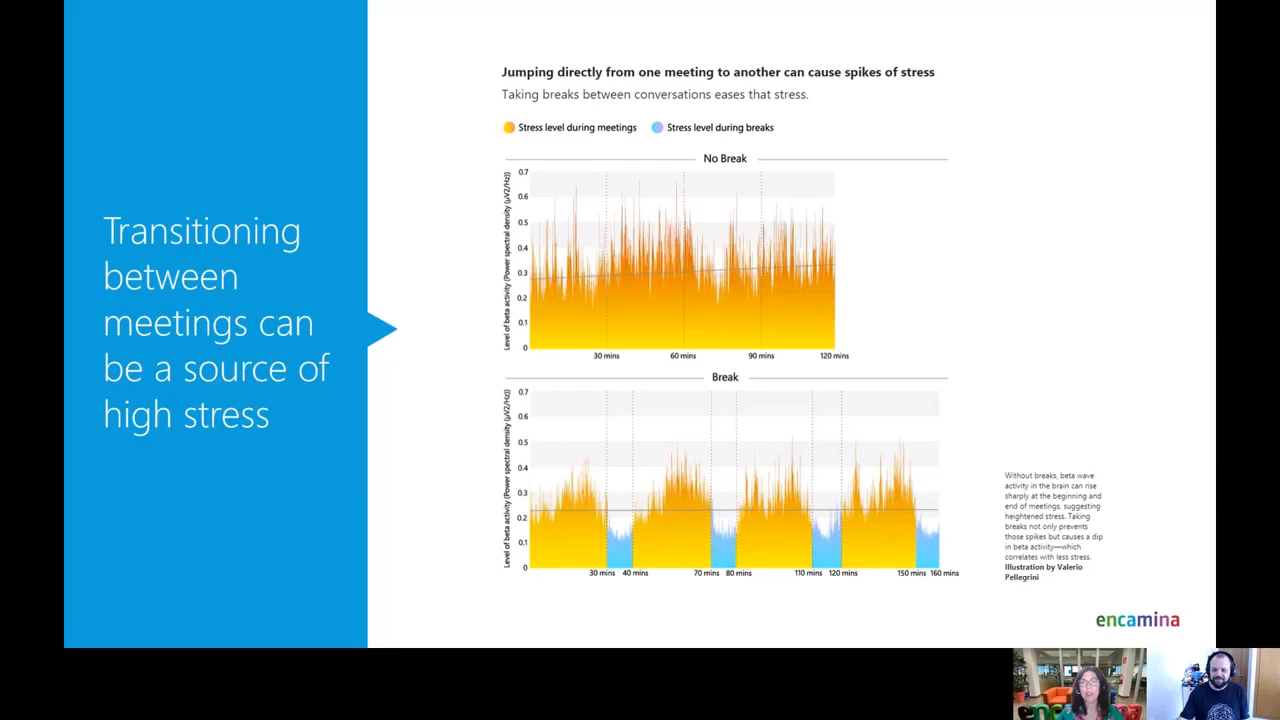 Transitioning
between
meetings can
be a source of
high stress
Jumping directly from one meeting to another can cause spikes of stress
Taking breaks between conversations eases that stress.
Stress level during meetings
Stress level during breaks
No Break
Level of beta activity (Power spectral density (µV2/Hz))
0.7
0.6
0.5
0.4
0.3
0.2
0.1
0
30 mins
60 mins
90 mins
120 mins
Break
Level of beta activity (Power spectral density (µV2/Hz))
0.7
0.6
0.5
0.4
0.3
0.2
0.1
0
30 mins
40 mins
70 mins
80 mins
110 mins
120 mins
150 mins
160 mins
Without breaks, beta wave
activity in the brain can rise
sharply at the beginning and
end of meetings, suggesting
heightened stress. Taking
breaks not only prevents
those spikes but causes a dip
in beta activity—which
correlates with less stress.
Illustration by Valerio
Pellegrini
encamina